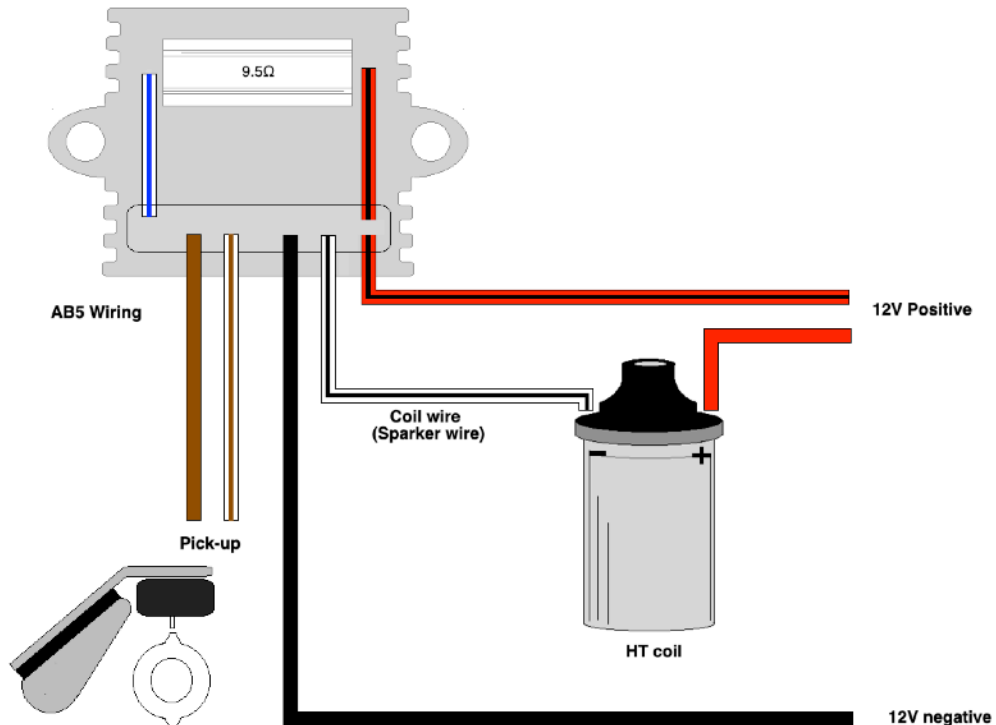 9.5Ω
AB5 Wiring
12V Positive
Coil wire
(Sparker wire)
- +
Pick-up
HT coil
12V negative